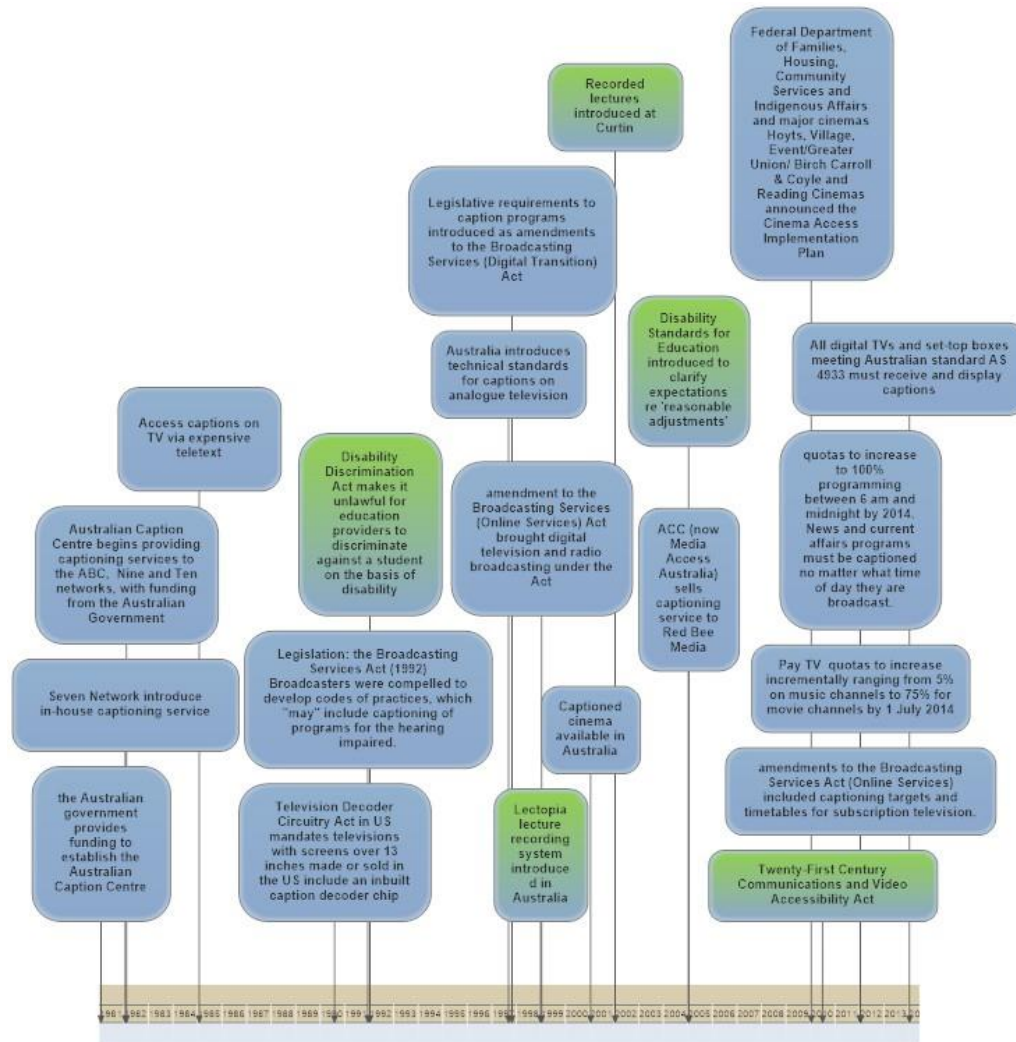 Federal Department
of Families,
Housing,
Community
Services and
Indigenous Affairs
and major cinemas
Hoyts, Village,
Event/Greater
Union/ Birch Carroll
& Coyle and
Reading Cinemas
announced the
Cinema Access
Implementation
Plan
Recorded
lectures
introduced at
Curtin
Legislative requirements to
caption programs
introduced as amendments
to the Broadcasting
Services (Digital Transition)
Act
Disability
Standards for
Education
introduced to
clarify
expectations
re 'reasonable
adjustments'
All digital TVs and set-top boxes
meeting Australian standard AS
4933 must receive and display
captions
Australia introduces
technical standards
for captions on
analogue television
Access captions on
TV via expensive
teletext
Disability
Discrimination
Act makes it
unlawful for
education
providers to
discriminate
against a student
on the basis of
disability
quotas to increase
to 100%
programming
between 6 am and
midnight by 2014.
News and current
affairs programs
must be captioned
no matter what time
of day they are
broadcast.
amendment to the
Broadcasting Services
(Online Services) Act
brought digital
television and radio
broadcasting under the
Act
Australian Caption
Centre begins providing
captioning services to
the ABC, Nine and Ten
networks, with funding
from the Australian
Government
ACC (now
Media
Access
Australia)
sells
captioning
service to
Red Bee
Media
Legislation: the Broadcasting
Services Act (1992)
Broadcasters were compelled to
develop codes of practices, which
"may" include captioning of
programs for the hearing
impaired.
Pay TV quotas to increase
incrementally ranging from 5%
on music channels to 75% for
movie channels by 1 July 2014
Seven Network introduce
in-house captioning service
Captioned
cinema
available in
Australia
amendments to the Broadcasting
Services Act (Online Services)
included captioning targets and
timetables for subscription television.
the Australian
government
provides
funding to
establish the
Australian
Caption Centre
Television Decoder
Circuitry Act in US
mandates televisions
with screens over 13
inches made or sold in
the US include an inbuilt
caption decoder chip
Lectopia
lecture
recording
system
introduce
d in
Australia
Twenty-First Century
Communications and Video
Accessibility Act
1981 1982 1983 1984 1985 1986 1987 1988 1989 1990 1991 1992 1993 1994 1995 1996 1997 1998 1999 2000 2001 2002 2003 2004 2005 2006 2007 2008 2009 2010 2011 2012 2013 20